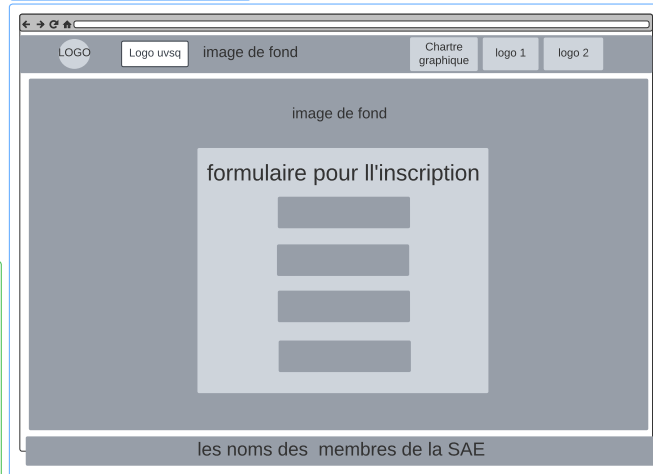 LOGO
Logo uvsq
image de fond
Chartre
graphique
logo 1
logo 2
image de fond
formulaire pour ll'inscription
les noms des membres de la SAE